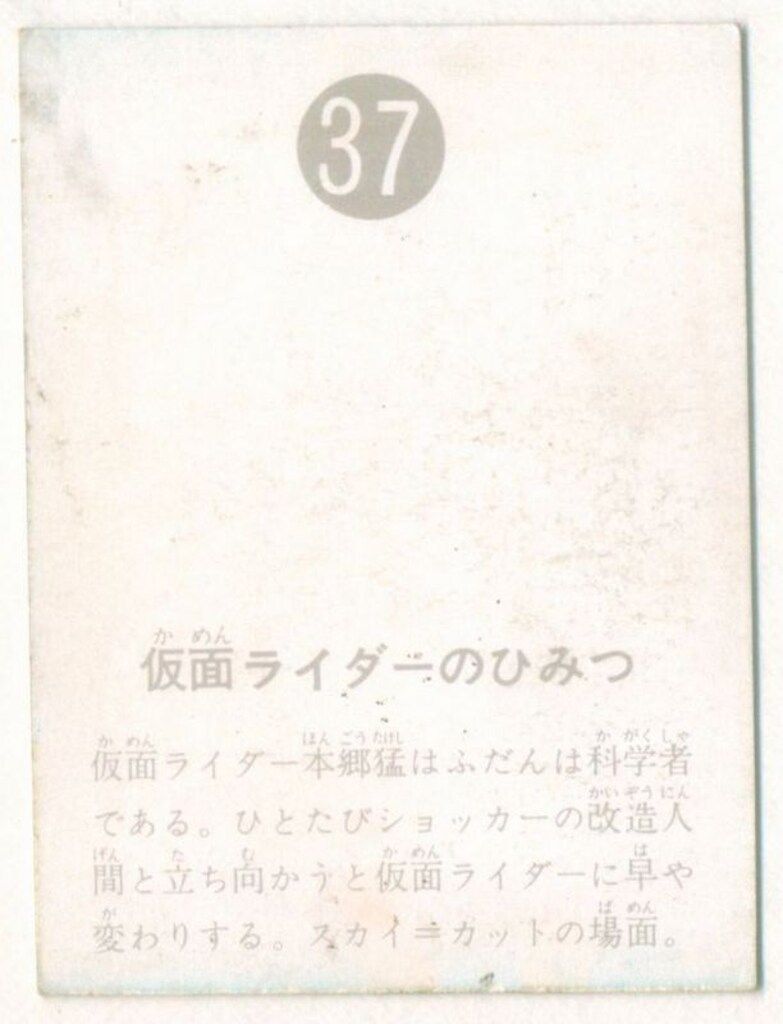 37
仮面ライダーのひみつ
仮面ライダー本郷猛はふだんは科学者
である。ひとたびショッカーの改造人
間と立ち向かうと仮面ライダーに早や
変わりする。スカイ＝カットの場面。